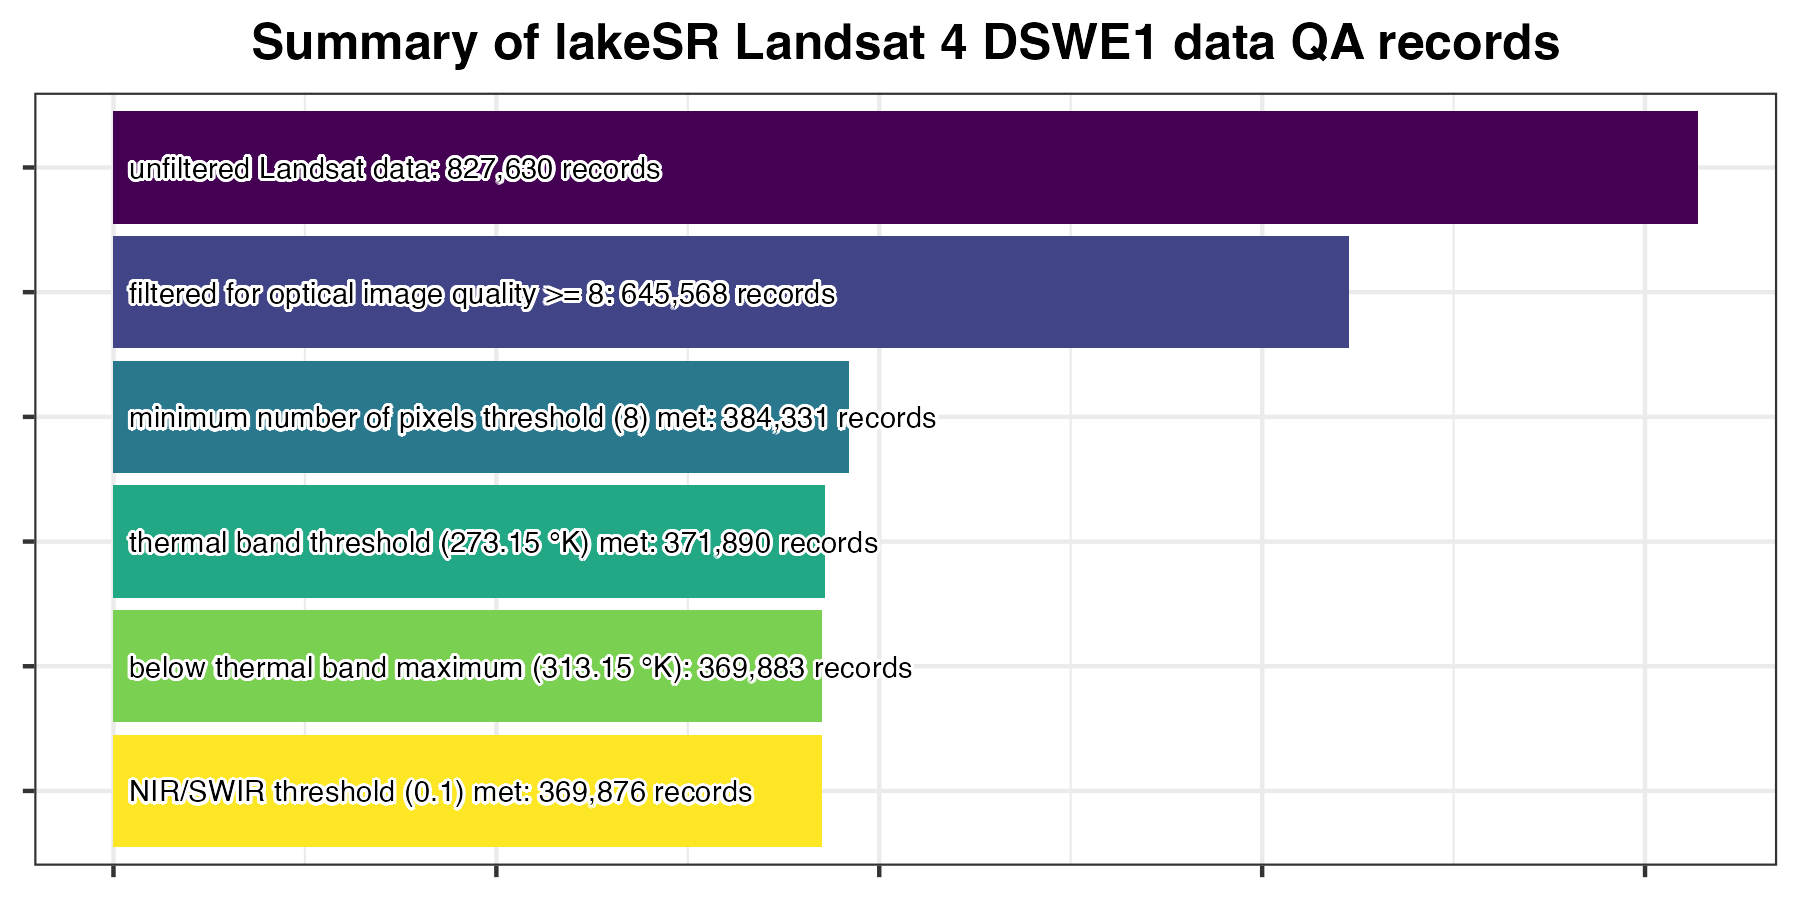 Summary of lakeSR Landsat 4 DSWE1 data QA records
unfiltered Landsat data: 827,630 records
filtered for optical image quality >= 8: 645,568 records
minimum number of pixels threshold (8) met: 384,331 records
thermal band threshold (273.15 °K) met: 371,890 records
below thermal band maximum (313.15 °K): 369,883 records
NIR/SWIR threshold (0.1) met: 369,876 records